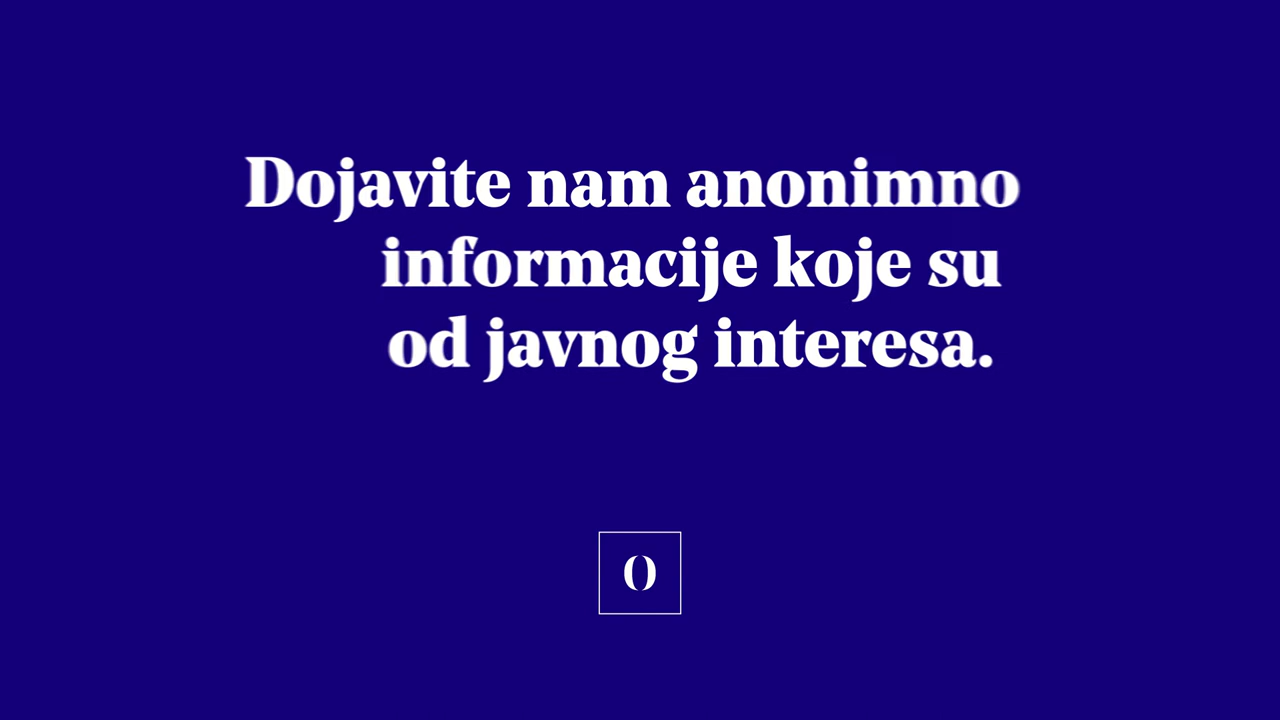 Dojavite nam anonimno
informacije koje su
od javnog interesa.
O